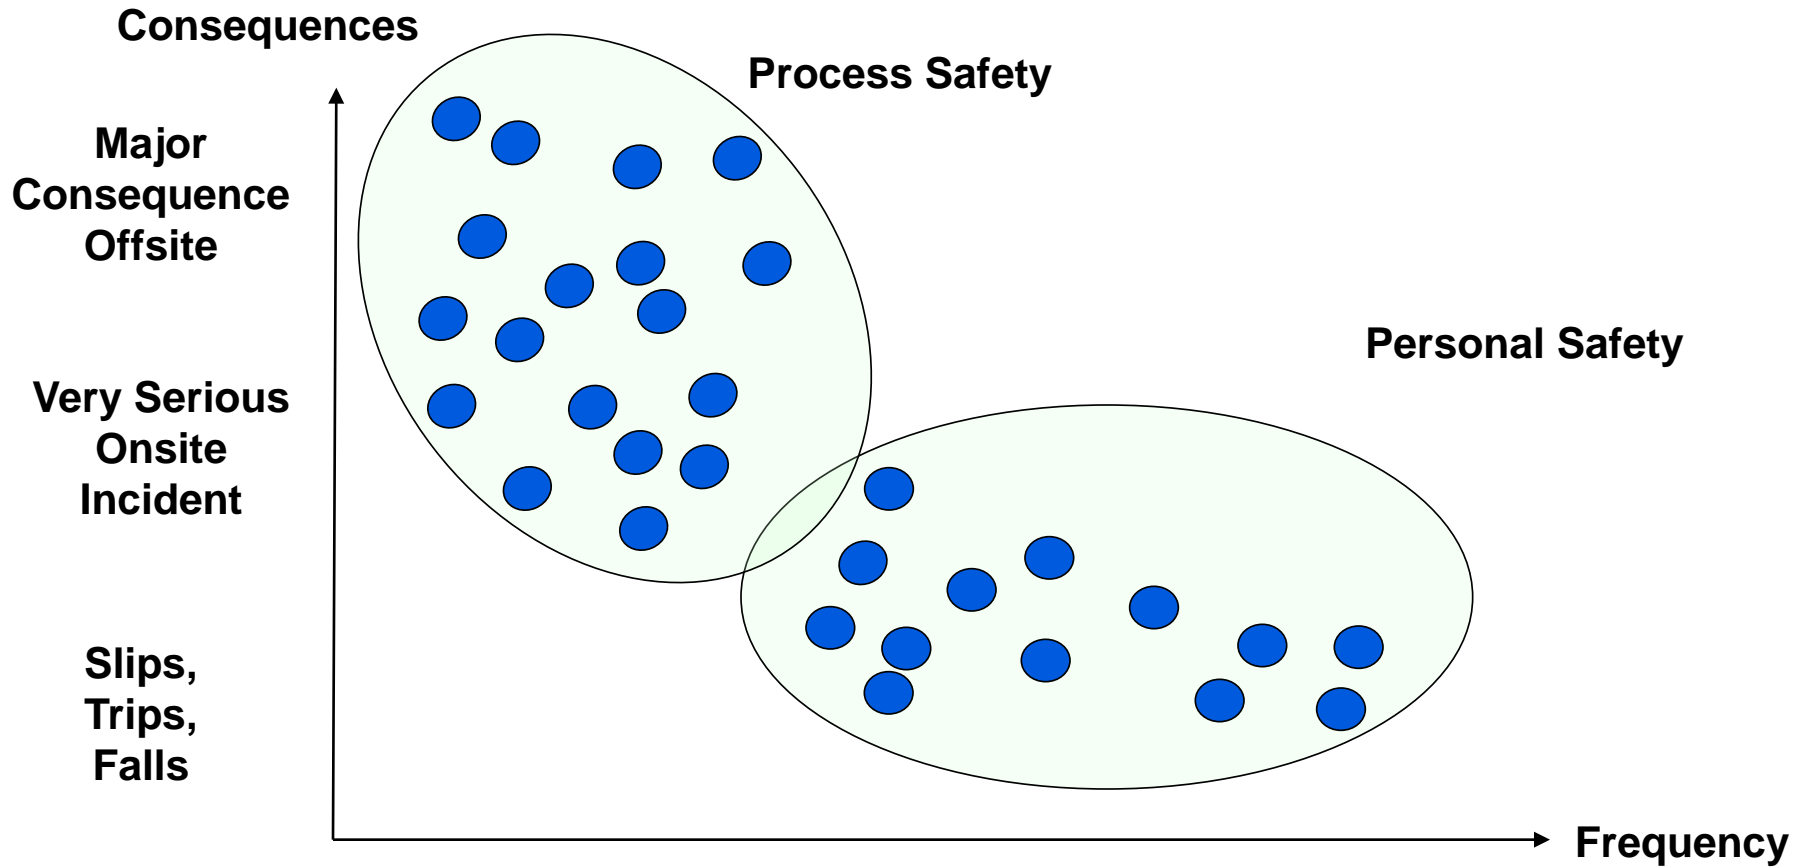 Consequences
Process Safety
Major
Consequence
Offsite
Personal Safety
Very Serious
Onsite
Incident
Slips,
Trips,
Falls
Frequency